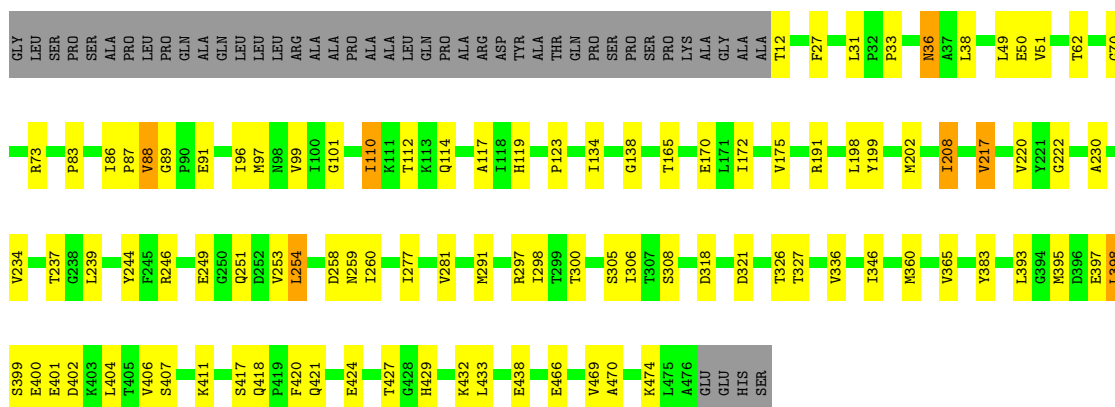 GLY LEU SER PRO SER ALA PRO LEU PRO GLN ALA GLN LEU LEU LEU ARG ALA ALA PRO ALA ALA LEU GLN PRO ALA ARG ASP TYR ALA THR GLN PRO SER PRO SER PRO LYS ALA GLY ALA ALA T12 F27 L31 P32 P33 N36 A37 L38 L49 E50 V51 T62
R73 P83 I86 P87 V88 G89 P90 E91 I96 M97 N98 V99 I100 G101 I110 K111 T112 K113 Q114 A117 I118 H119 P123 I134 G138 T165 E170 L171 I172 V175 R191 L198 Y199 M202 I208 V217 V220 Y221 G222 A230
V234 T237 G238 L239 Y244 F245 R246 E249 G250 Q251 D252 V253 L254 D258 N259 I260 I277 V281 M291 R297 I298 T299 T300 S305 I306 T307 S308 D318 D321 T326 T327 V336 I346 M360 V365 Y383 L393 G394 M395 D396 E397 L398
S399 E400 E401 D402 K403 L404 T405 V406 S407 K411 S417 Q418 P419 F420 Q421 E424 T427 G428 H429 K432 L433 E438 E466 V469 A470 K474 L475 A476 GLU GLU HIS SER